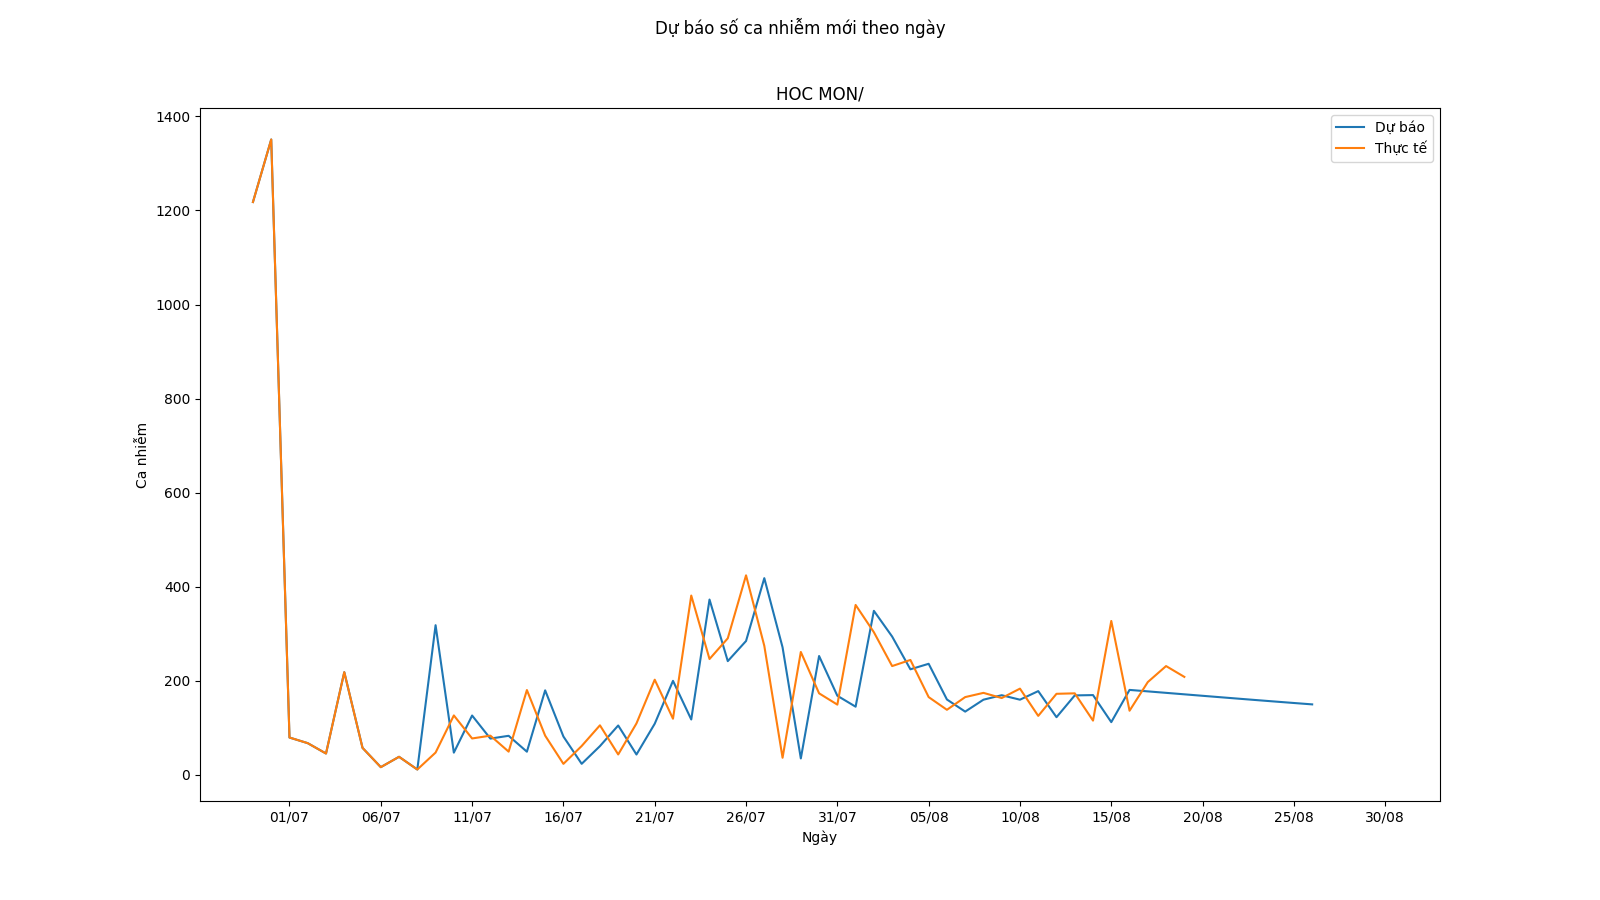 Dự báo số ca nhiễm mới theo ngày
HOC MON/
Dự báo
Thực tế
1400
1200
1000
800
600
400
200
0
Ca nhiễm
01/07 06/07 11/07 16/07 21/07 26/07 31/07 05/08 10/08 15/08 20/08 25/08 30/08
Ngày